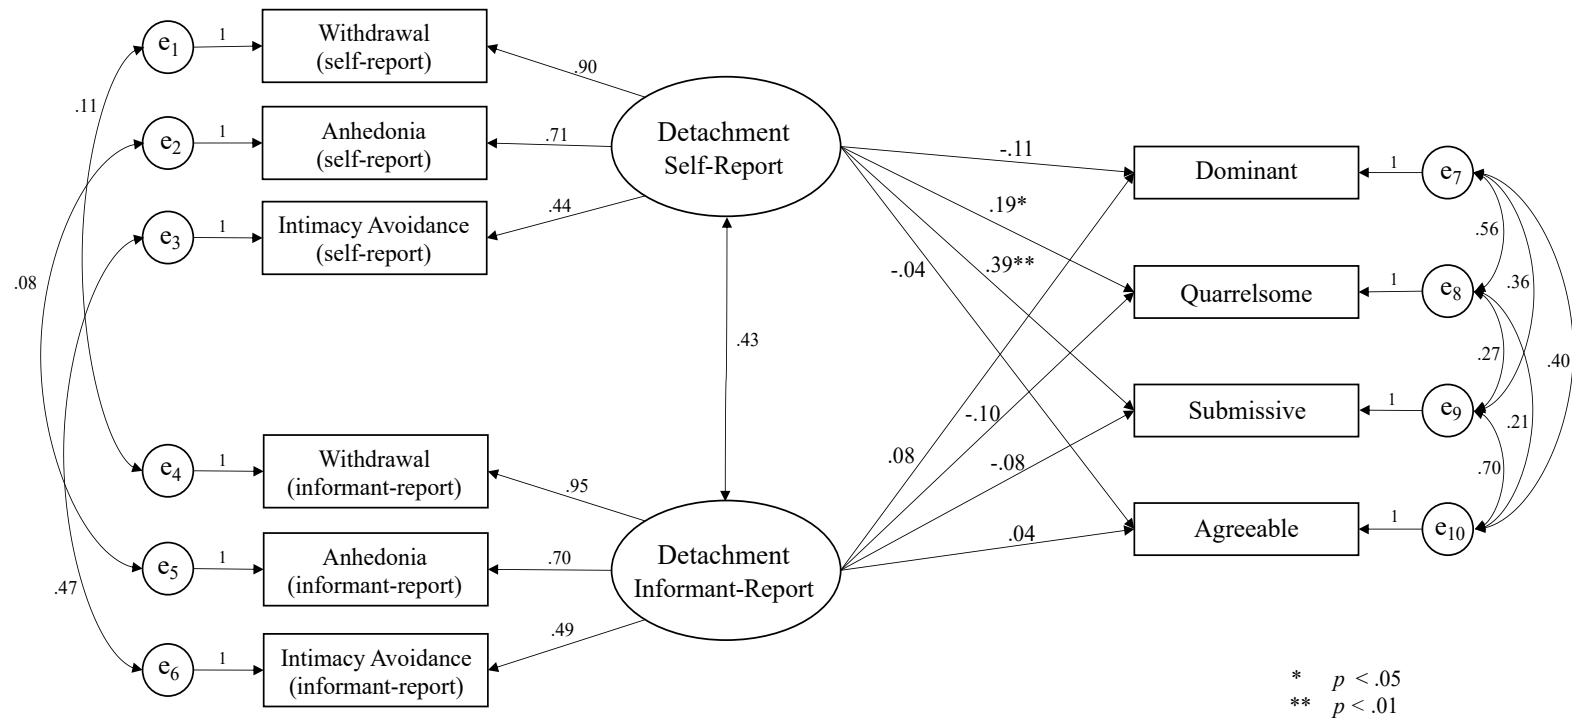 e1
1
Withdrawal
(self-report)
.90
.11
e2
1
Anhedonia
(self-report)
.71
e3
1
Intimacy Avoidance
(self-report)
.44
.08
Detachment
Self-Report
.43
e4
1
Withdrawal
(informant-report)
.95
e5
1
Anhedonia
(informant-report)
.70
.47
e6
1
Intimacy Avoidance
(informant-report)
.49
Detachment
Informant-Report
-.11
.19*
.39**
-.04
.08
-.10
-.08
.04
Dominant
1
e7
Quarrelsome
1
e8
Submissive
1
e9
Agreeable
1
e10
.56
.36
.27
.40
.21
.70
* p < .05
** p < .01